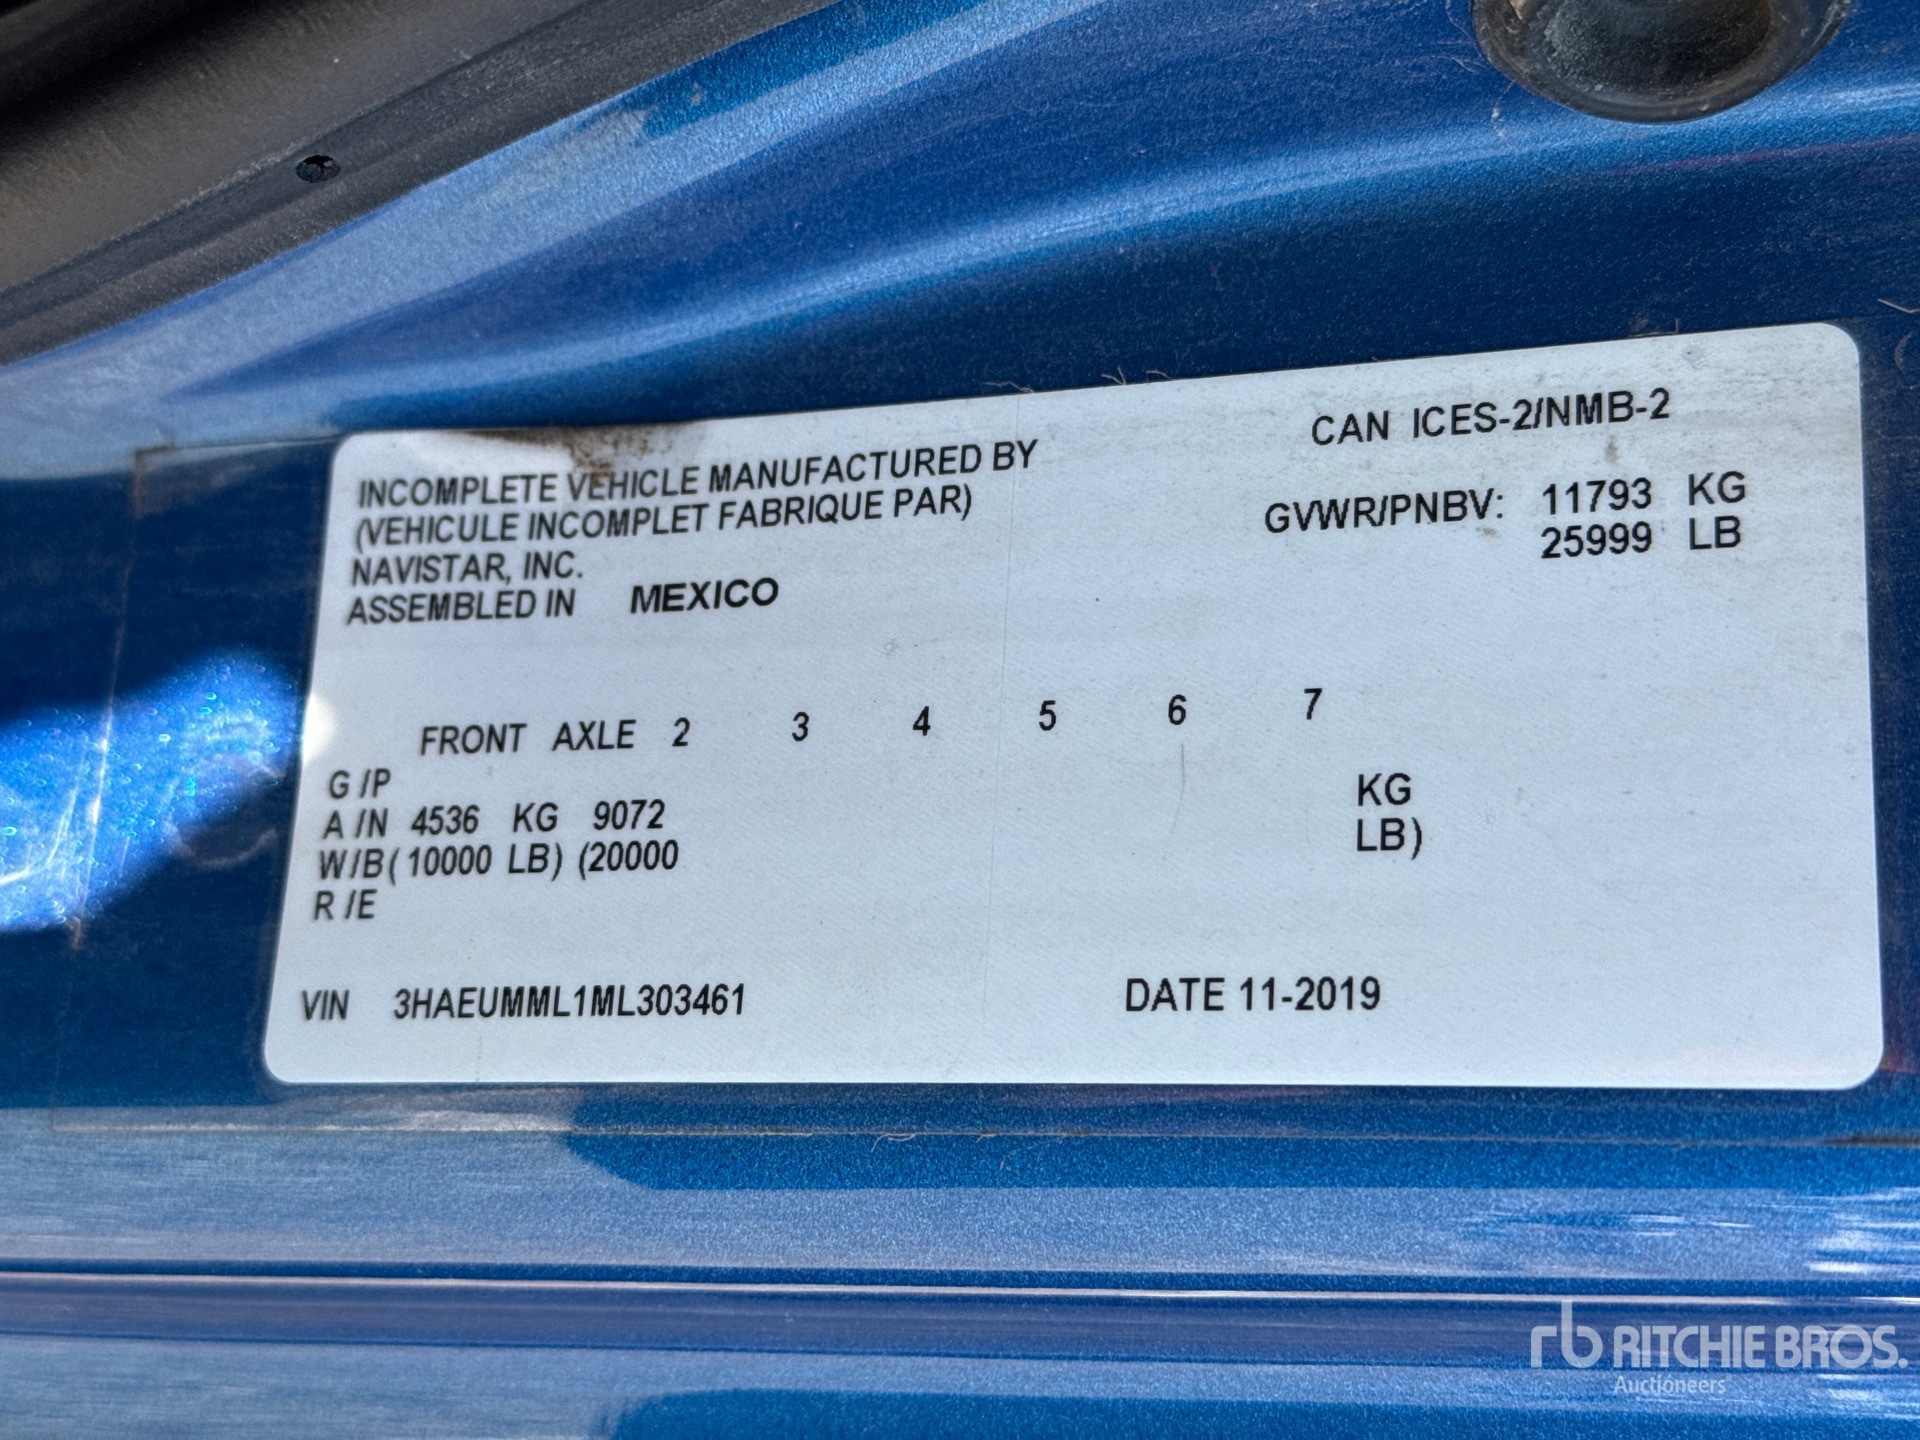 INCOMPLETE VEHICLE MANUFACTURED BY
(VEHICULE INCOMPLET FABRIQUE PAR)
NAVISTAR, INC.
ASSEMBLED IN MEXICO
CAN ICES-2/NMB-2
GVWR/PNBV: 11793 KG
25999 LB
FRONT AXLE 2 3 4 5 6 7
G /P
A /N 4536 KG 9072 KG
W/B ( 10000 LB) (20000 LB)
R /E
VIN 3HAEUMML1ML303461
DATE 11-2019
rb RITCHIE BROS.
Auctioneers